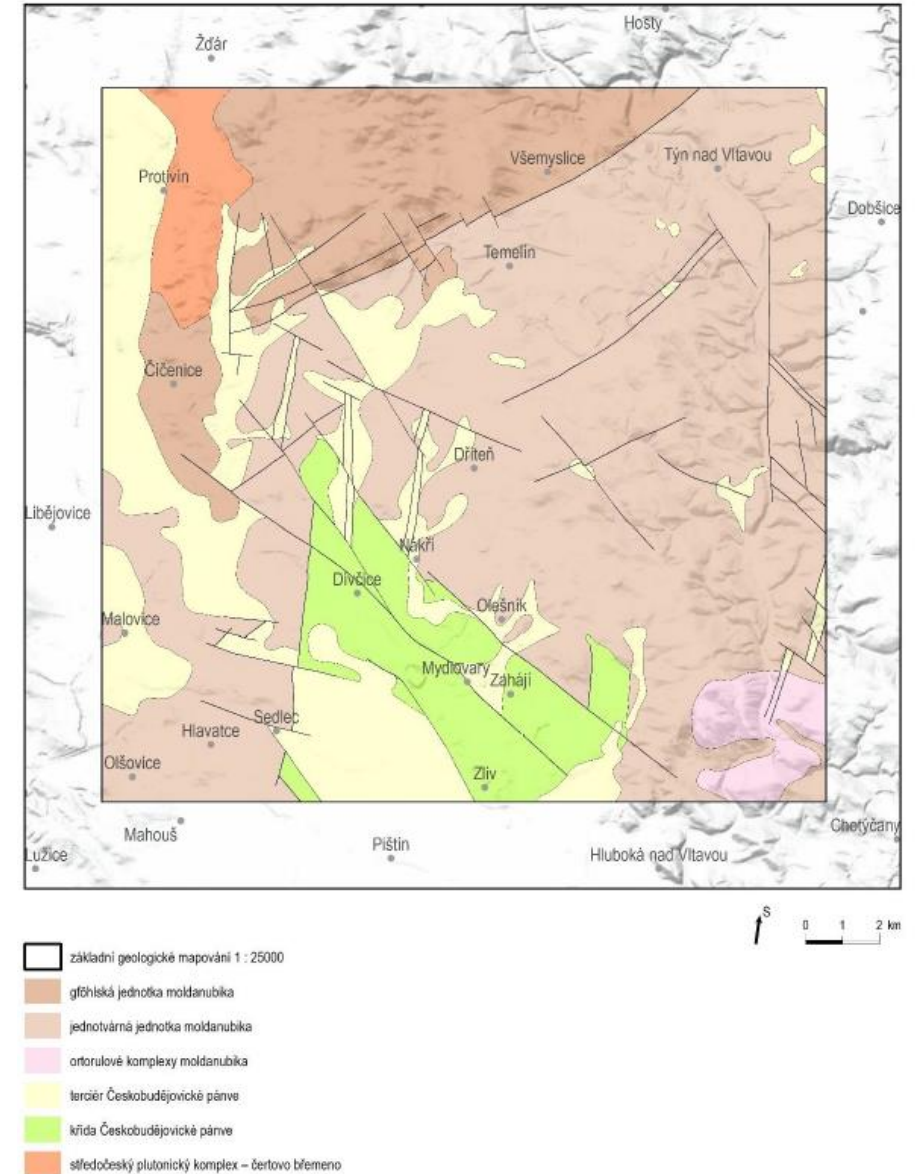 Hosty
Žďár
Všemyslice
Týn nad Vltavou
Protivín
Dobšice
Temelín
Číčenice
Dříteň
Libějovice
Nákří
Dívčice
Olešník
Malovice
Mydlovary
Zahájí
Sedlec
Hlavatce
Olšovice
Zliv
Mahouš
Chotýčany
Pištín
Lužice
Hluboká nad Vltavou
S
0 1 2 km
základní geologické mapování 1 : 25000
gföhlská jednotka moldanubika
jednotvárná jednotka moldanubika
ortorulové komplexy moldanubika
terciér Českobudějovické pánve
křída Českobudějovické pánve
středočeský plutonický komplex – čertovo břemeno